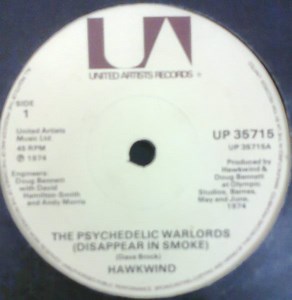 UA
UNITED ARTISTS RECORDS
SIDE
1
United Artists
Music Ltd.
45 RPM
℗ 1974
Engineers
Doug Bennett
with David
Hamilton-Smith
and Andy Morris
UP 35715
UP 35715A
Produced by
Hawkwind &
Doug Bennett
at Olympic
Studios, Barnes,
May and June,
1974
THE PSYCHEDELIC WARLORDS
(DISAPPEAR IN SMOKE)
(Dave Brock)
HAWKWIND